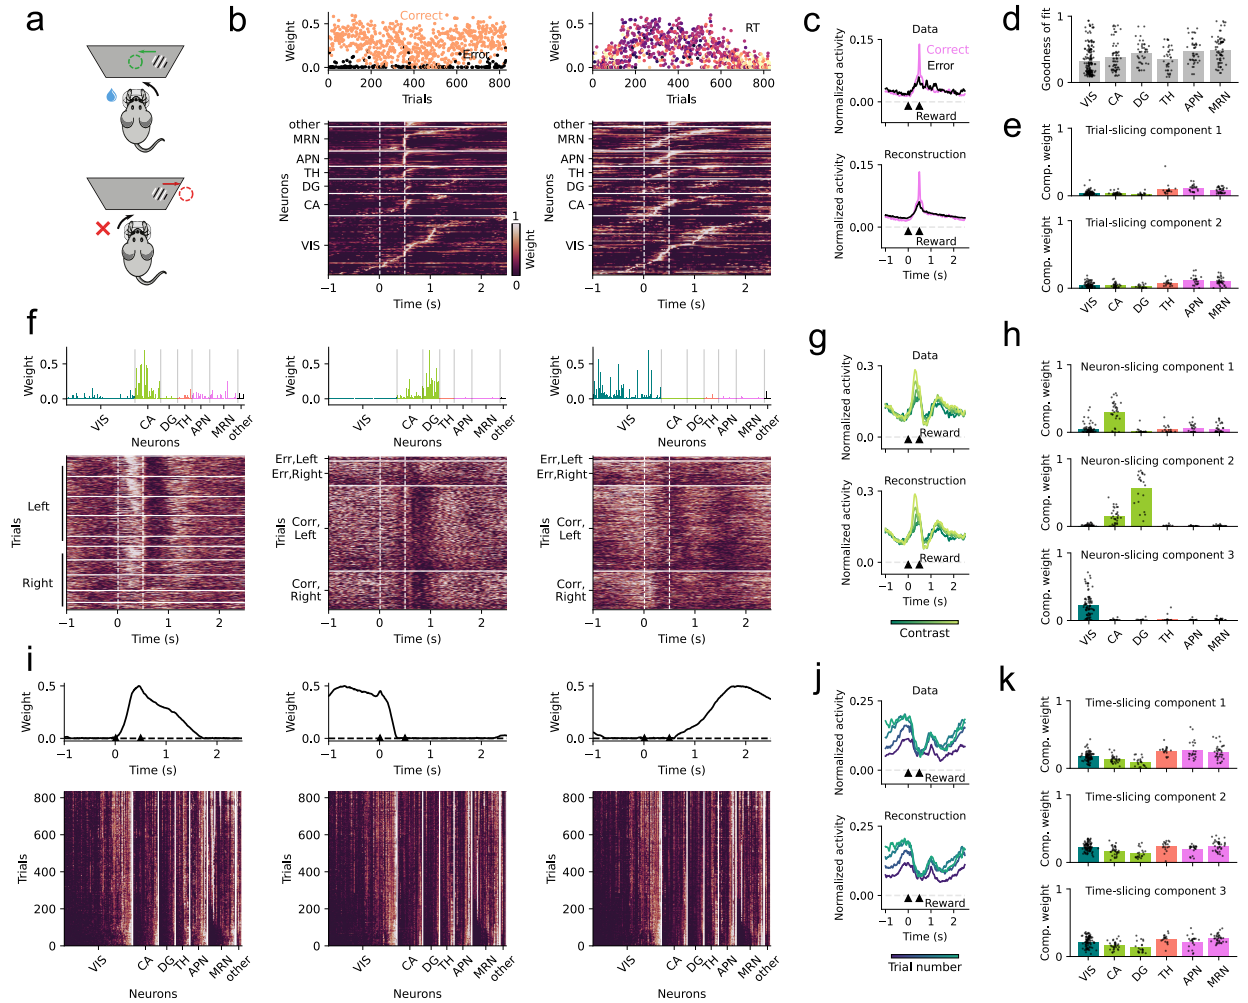 a
b
Weight
0.5
0.0
Correct
Error
0
200
400
600
800
Trials
Weight
0.5
0.0
RT
0
200
400
600
800
Trials
Neurons
other
MRN
APN
TH
DG
CA
VIS
1
0
Weight
−1
0
1
2
Time (s)
other
MRN
APN
TH
DG
CA
VIS
Neurons
−1
0
1
2
Time (s)
c
Data
Normalized activity
0.15
0.00
Correct
Error
Reward
Reconstruction
Normalized activity
0.15
0.00
Reward
−1
0
1
2
Time (s)
d
Goodness of fit
1
0
VIS
CA
DG
TH
APN
MRN
e
Trial-slicing component 1
Comp. weight
1
0
Trial-slicing component 2
Comp. weight
1
0
VIS
CA
DG
TH
APN
MRN
f
Weight
0.5
0.0
VIS
CA
DG
TH
APN
MRN
other
Neurons
Trials
Left
Right
−1
0
1
2
Time (s)
Weight
0.5
0.0
VIS
CA
DG
TH
APN
MRN
other
Neurons
Err,Left
Err,Right
Corr,
Left
Corr,
Right
Trials
−1
0
1
2
Time (s)
Weight
0.5
0.0
VIS
CA
DG
TH
APN
MRN
other
Neurons
Err,Left
Err,Right
Corr,
Left
Corr,
Right
Trials
−1
0
1
2
Time (s)
g
Data
Normalized activity
0.3
0.0
Reward
Reconstruction
Normalized activity
0.3
0.0
Reward
−1
0
1
2
Time (s)
Contrast
h
Neuron-slicing component 1
Comp. weight
1
0
Neuron-slicing component 2
Comp. weight
1
0
Neuron-slicing component 3
Comp. weight
1
0
VIS
CA
DG
TH
APN
MRN
i
Weight
0.5
0.0
−1
0
1
2
Time (s)
Trials
800
600
400
200
0
VIS
CA
DG
TH
APN
MRN
other
Neurons
Weight
0.5
0.0
−1
0
1
2
Time (s)
Trials
800
600
400
200
0
VIS
CA
DG
TH
APN
MRN
other
Neurons
Weight
0.5
0.0
−1
0
1
2
Time (s)
Trials
800
600
400
200
0
VIS
CA
DG
TH
APN
MRN
other
Neurons
j
Data
Normalized activity
0.25
0.00
Reward
Reconstruction
Normalized activity
0.25
0.00
Reward
−1
0
1
2
Time (s)
Trial number
k
Time-slicing component 1
Comp. weight
1
0
Time-slicing component 2
Comp. weight
1
0
Time-slicing component 3
Comp. weight
1
0
VIS
CA
DG
TH
APN
MRN